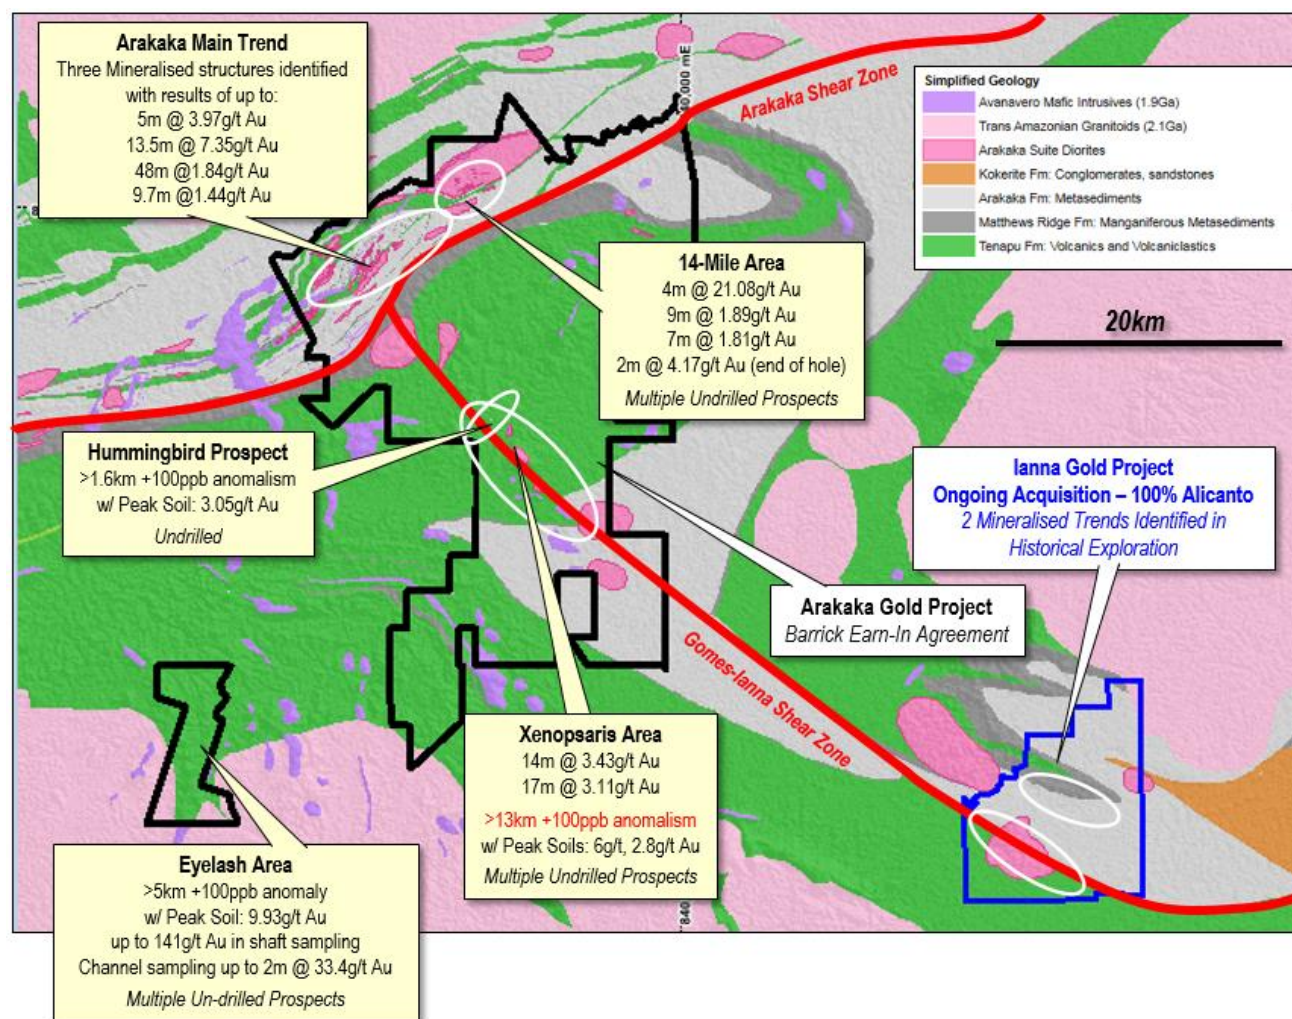 Arakaka Main Trend
Three Mineralised structures identified
with results of up to:
5m @ 3.97g/t Au
13.5m @ 7.35g/t Au
48m @1.84g/t Au
9.7m @1.44g/t Au
Arakaka Shear Zone
Simplified Geology
Avanavero Mafic Intrusives (1.9Ga)
Trans Amazonian Granitoids (2.1Ga)
Arakaka Suite Diorites
Kokerite Fm: Conglomerates, sandstones
Arakaka Fm: Metasediments
Matthews Ridge Fm: Manganiferous Metasediments
Tenapu Fm: Volcanics and Volcaniclastics
20km
14-Mile Area
4m @ 21.08g/t Au
9m @ 1.89g/t Au
7m @ 1.81g/t Au
2m @ 4.17g/t Au (end of hole)
Multiple Undrilled Prospects
Hummingbird Prospect
>1.6km +100ppb anomalism
w/ Peak Soil: 3.05g/t Au
Undrilled
Ianna Gold Project
Ongoing Acquisition – 100% Alicanto
2 Mineralised Trends Identified in
Historical Exploration
Arakaka Gold Project
Barrick Earn-In Agreement
Gomes-Ianna Shear Zone
Xenopsaris Area
14m @ 3.43g/t Au
17m @ 3.11g/t Au
>13km +100ppb anomalism
w/ Peak Soils: 6g/t, 2.8g/t Au
Multiple Undrilled Prospects
Eyelash Area
>5km +100ppb anomaly
w/ Peak Soil: 9.93g/t Au
up to 141g/t Au in shaft sampling
Channel sampling up to 2m @ 33.4g/t Au
Multiple Un-drilled Prospects